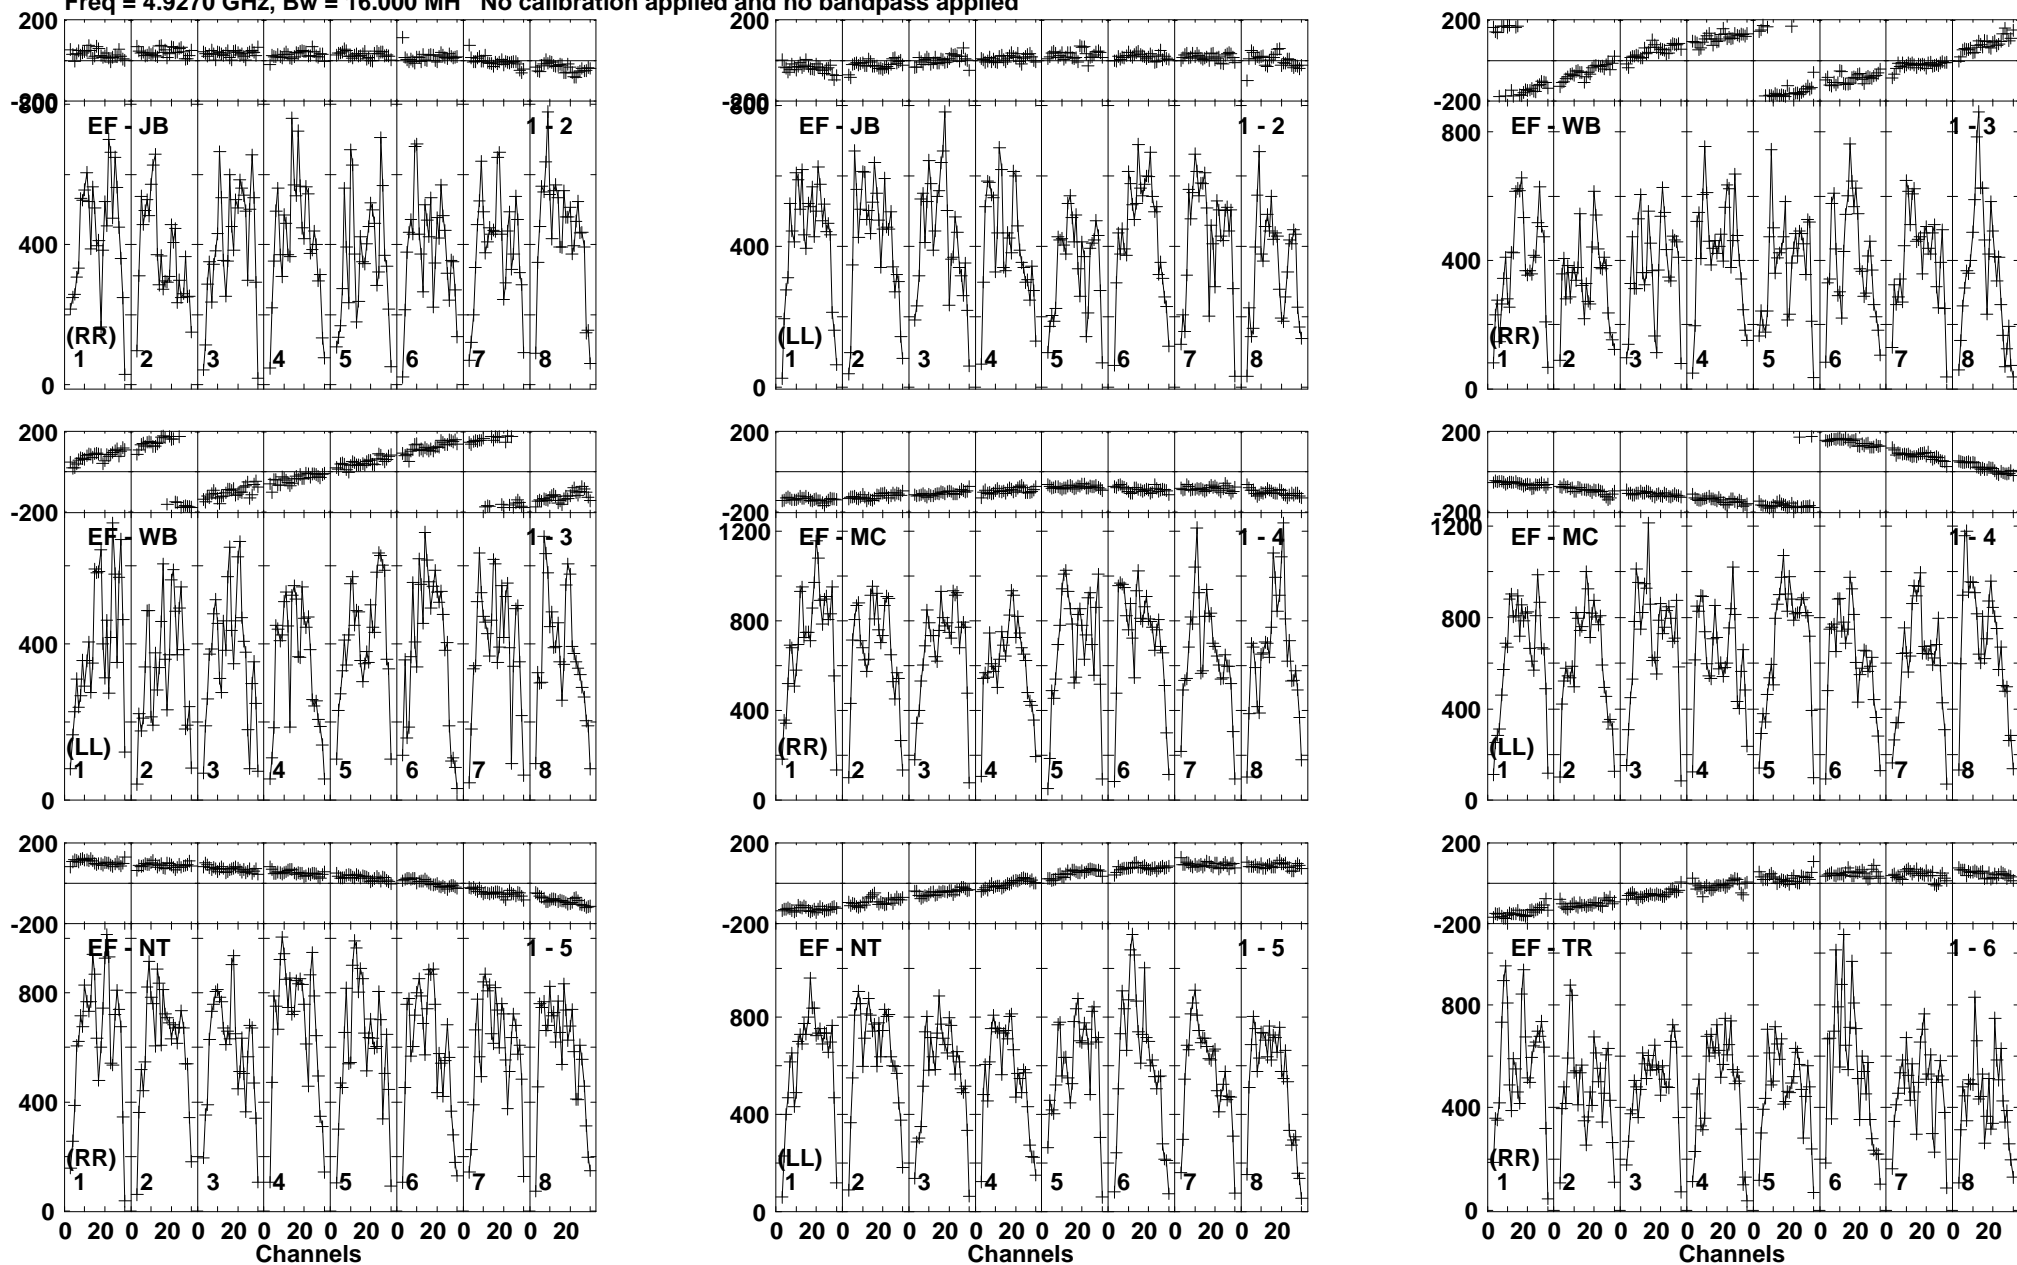 Freq = 4.9270 GHz, Bw = 16.000 MH No calibration applied and no bandpass applied
200 200 200
-200 -200 -200
800 800 800
EF - JB 1 - 2 EF - JB 1 - 2 EF - WB 1 - 3
400 400 400
(RR) (LL) (RR)
1 2 3 4 5 6 7 8 1 2 3 4 5 6 7 8 1 2 3 4 5 6 7 8
0 0 0
200 200 200
-200 -200 -200
EF - WB 1 - 3 EF - MC 1 - 4 EF - MC 1 - 4
1200 1200
800 800
400 400 400
(LL) (RR) (LL)
1 2 3 4 5 6 7 8 1 2 3 4 5 6 7 8 1 2 3 4 5 6 7 8
0 0 0
200 200 200
-200 -200 -200
EF - NT 1 - 5 EF - NT 1 - 5 EF - TR 1 - 6
800 800 800
400 400 400
(RR) (LL) (RR)
1 2 3 4 5 6 7 8 1 2 3 4 5 6 7 8 1 2 3 4 5 6 7 8
0 0 0
0 20 0 20 0 20 0 20 0 20 0 20 0 20 0 20 0 20 0 20 0 20 0 20 0 20 0 20 0 20 0 20 0 20 0 20 0 20 0 20 0 20 0 20 0 20 0 20
Channels Channels Channels